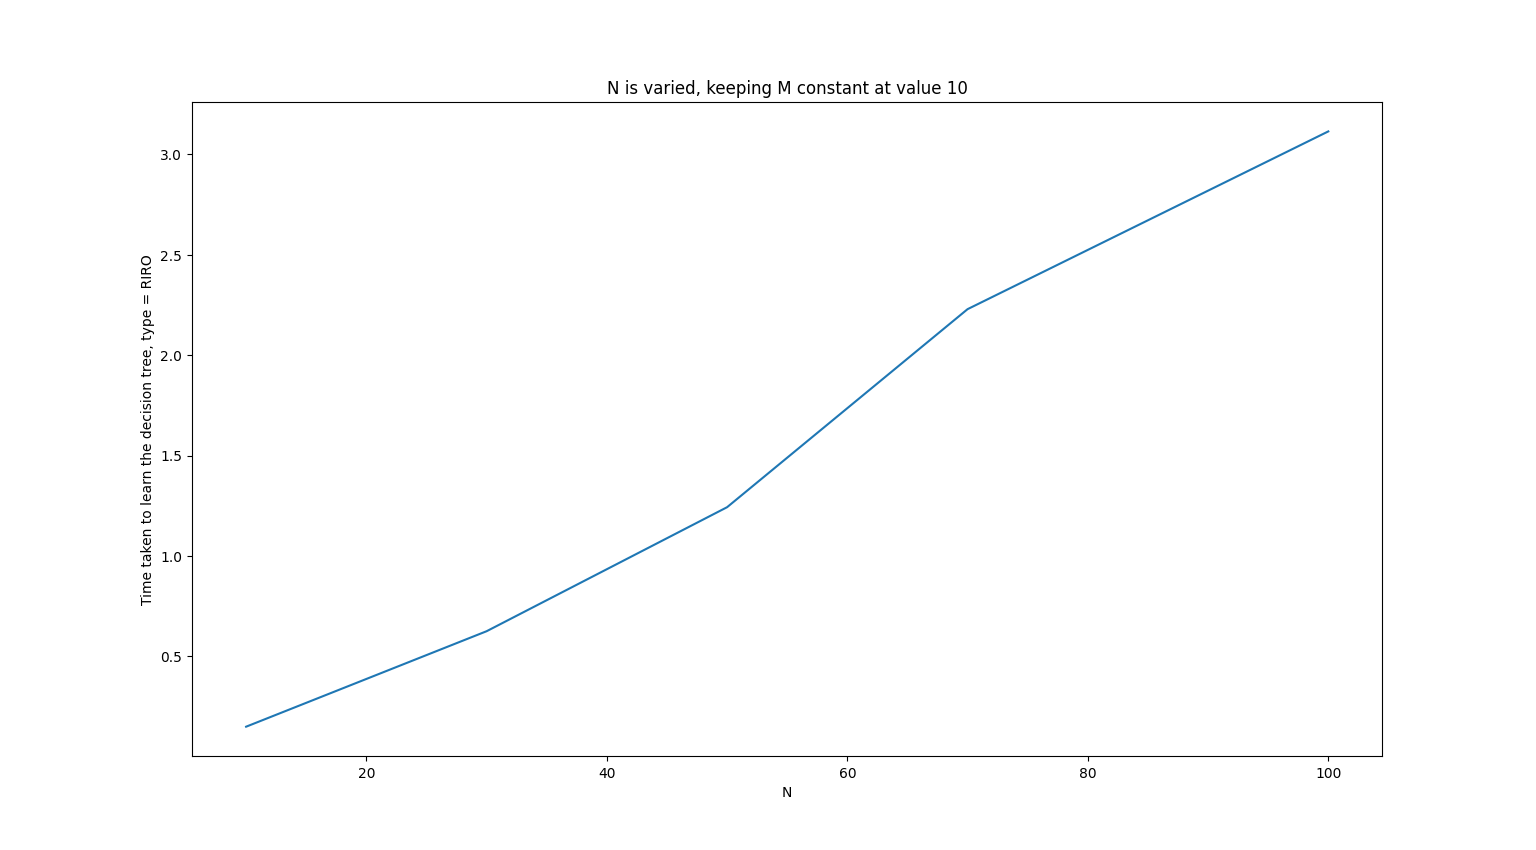 N is varied, keeping M constant at value 10
Time taken to learn the decision tree, type = RIRO
3.0
2.5
2.0
1.5
1.0
0.5
20 40 60 80 100
N